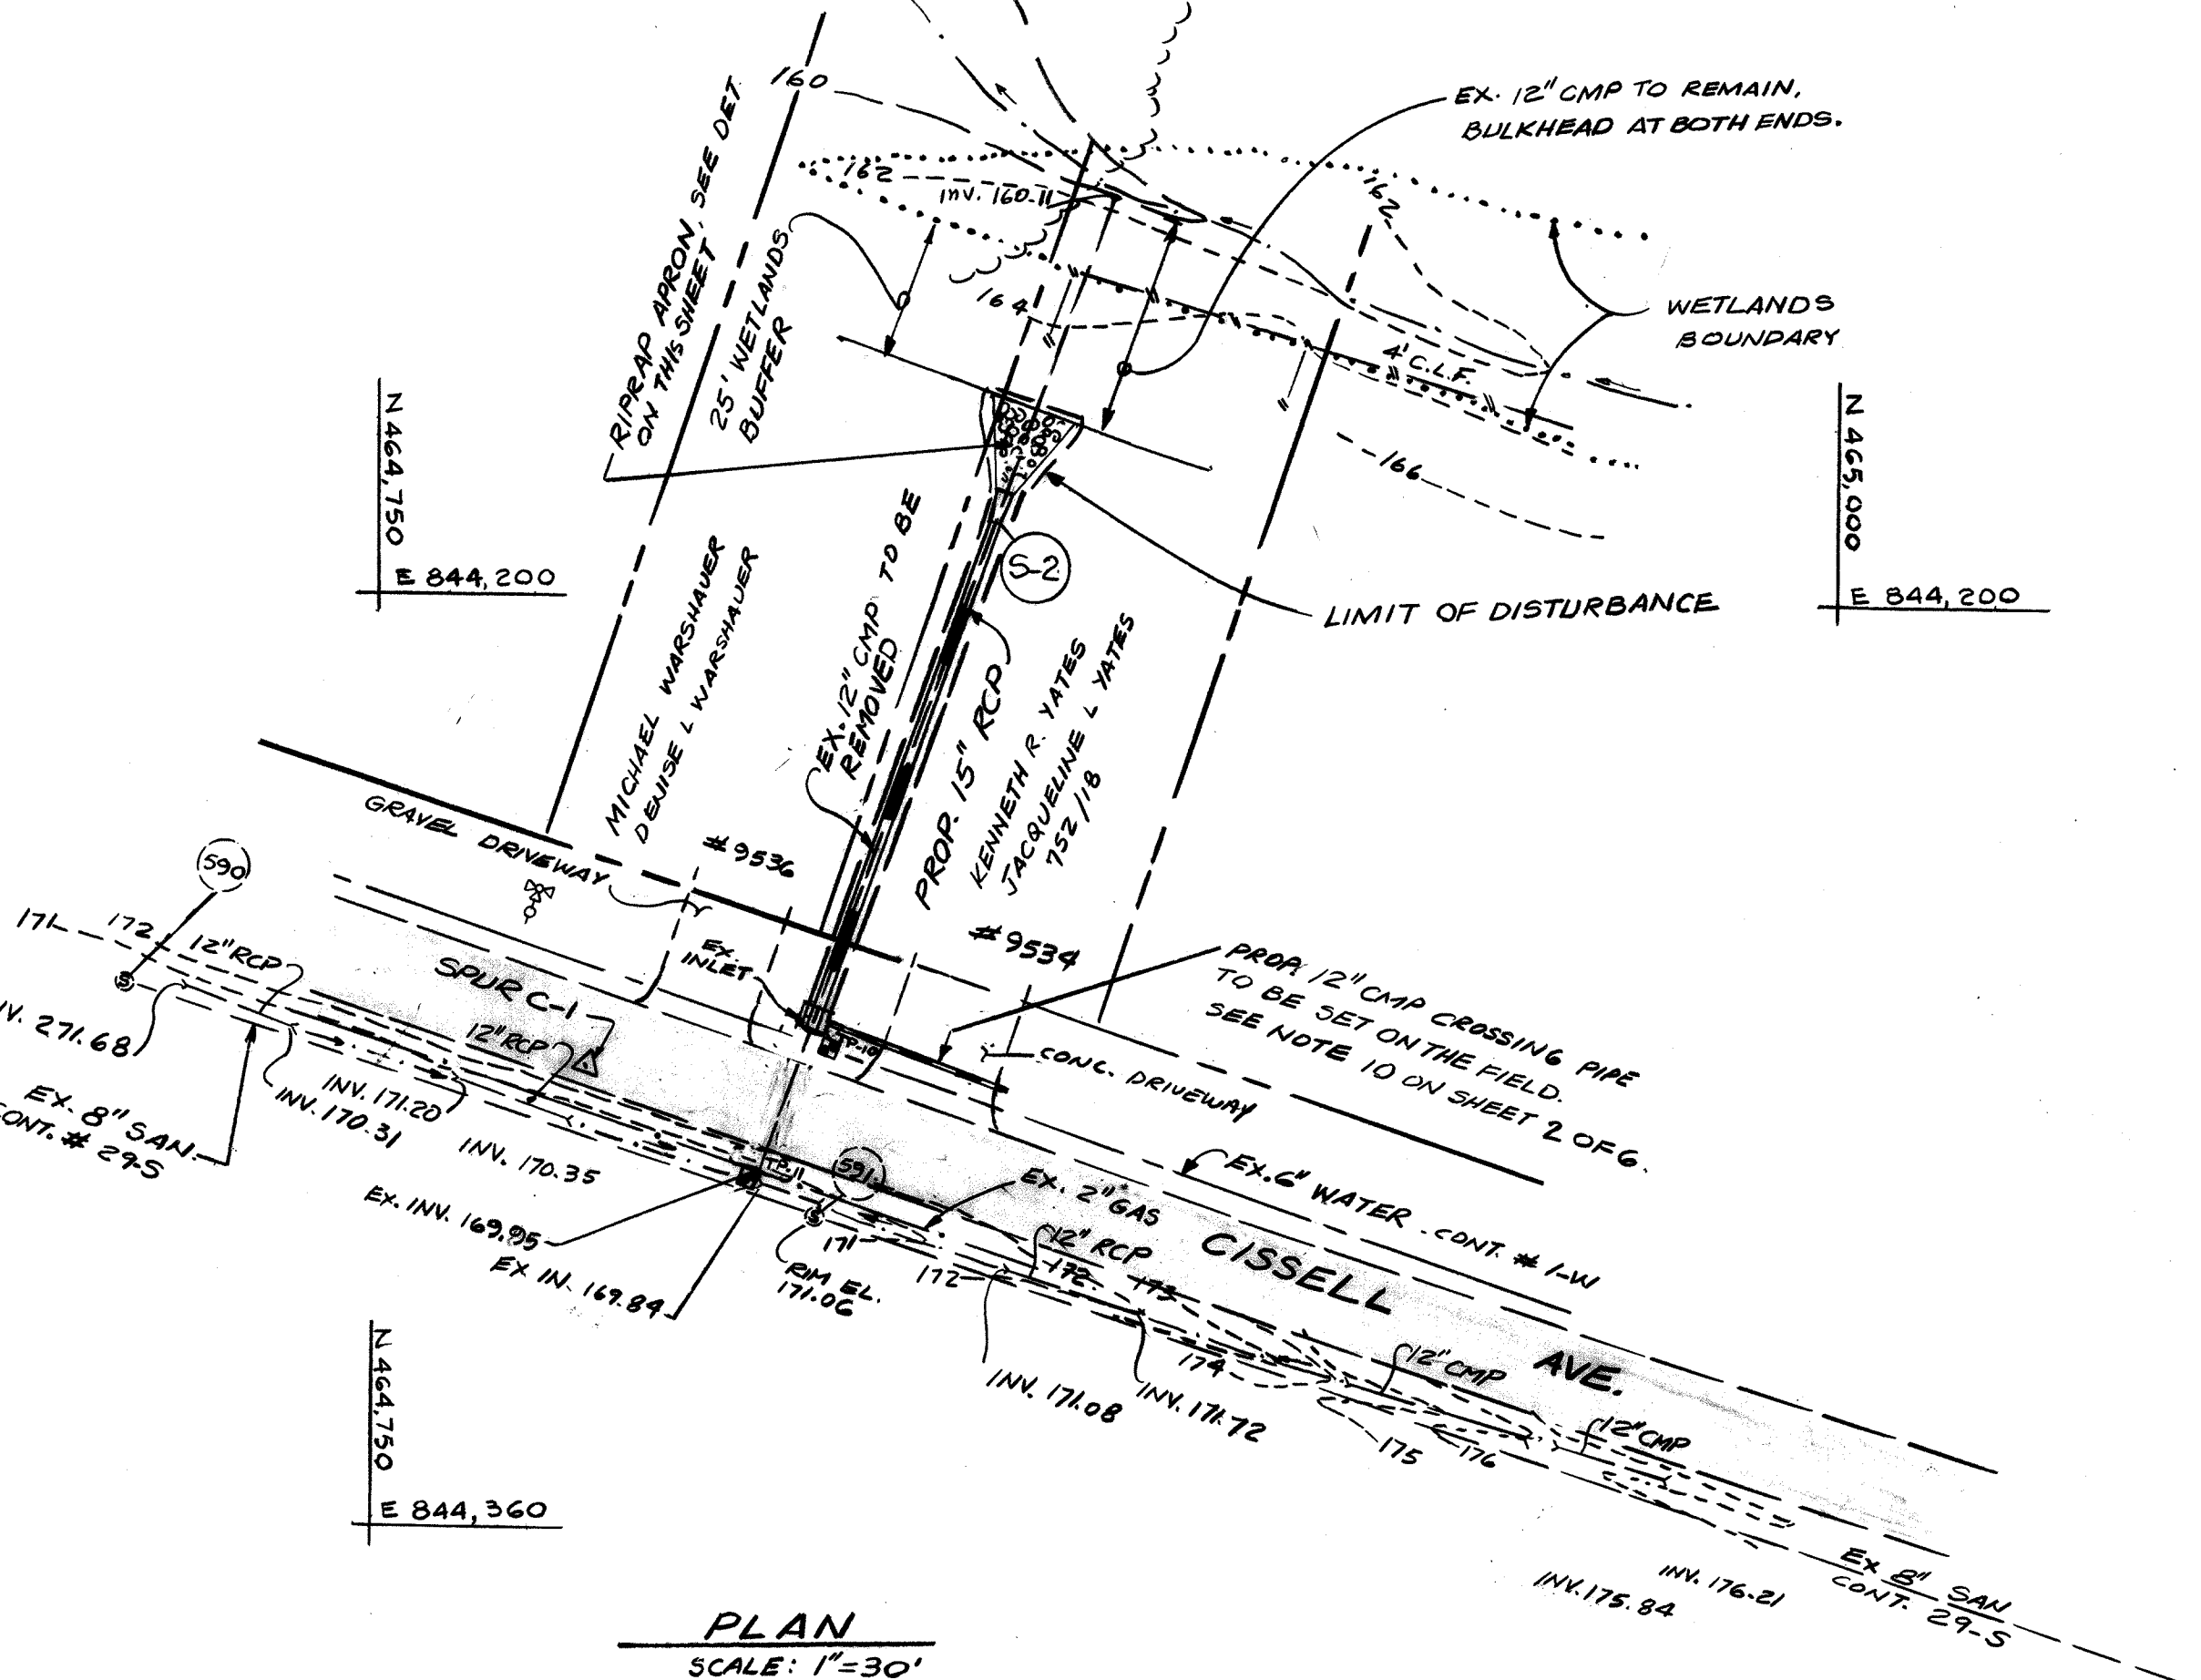 160
EX. 12" CMP TO REMAIN,
BULKHEAD AT BOTH ENDS.
RIPRAP APRON, SEE DET.
ON THIS SHEET
162
INV. 160.11
162
25' WETLANDS
BUFFER
164
WETLANDS
BOUNDARY
4' C.L.F.
166
N 464,750
E 844,200
N 465,000
E 844,200
S-2
LIMIT OF DISTURBANCE
MICHAEL WARSHAUER
DENISE L WARSHAUER
EX. 12" CMP TO BE
REMOVED
PROP. 15" RCP
KENNETH R. YATES
JACQUELINE L YATES
752/18
GRAVEL DRIVEWAY
#9536
#9534
590
171
172
12" RCP
SPUR C-1
EX.
INLET
PROP. 12" CMP CROSSING PIPE
TO BE SET ON THE FIELD.
SEE NOTE 10 ON SHEET 2 OF 6.
T.P-10
CONC. DRIVEWAY
12" RCP
INV. 271.68
INV. 171.20
INV. 170.31
EX. 8" SAN.
CONT. # 29-S
INV. 170.35
EX. INV. 169.95
EX IN. 169.84
T.P-11
591
EX. 2" GAS
EX. 6" WATER CONT. # 1-W
171
RIM EL.
171.06
172
12" RCP
172
173
CISSELL AVE.
INV. 171.08
INV. 171.72
174
12" CMP
175
176
12" CMP
N 464,750
E 844,360
INV. 175.84
INV. 176.21
EX 8" SAN
CONT. 29-S
PLAN
SCALE: 1"=30'